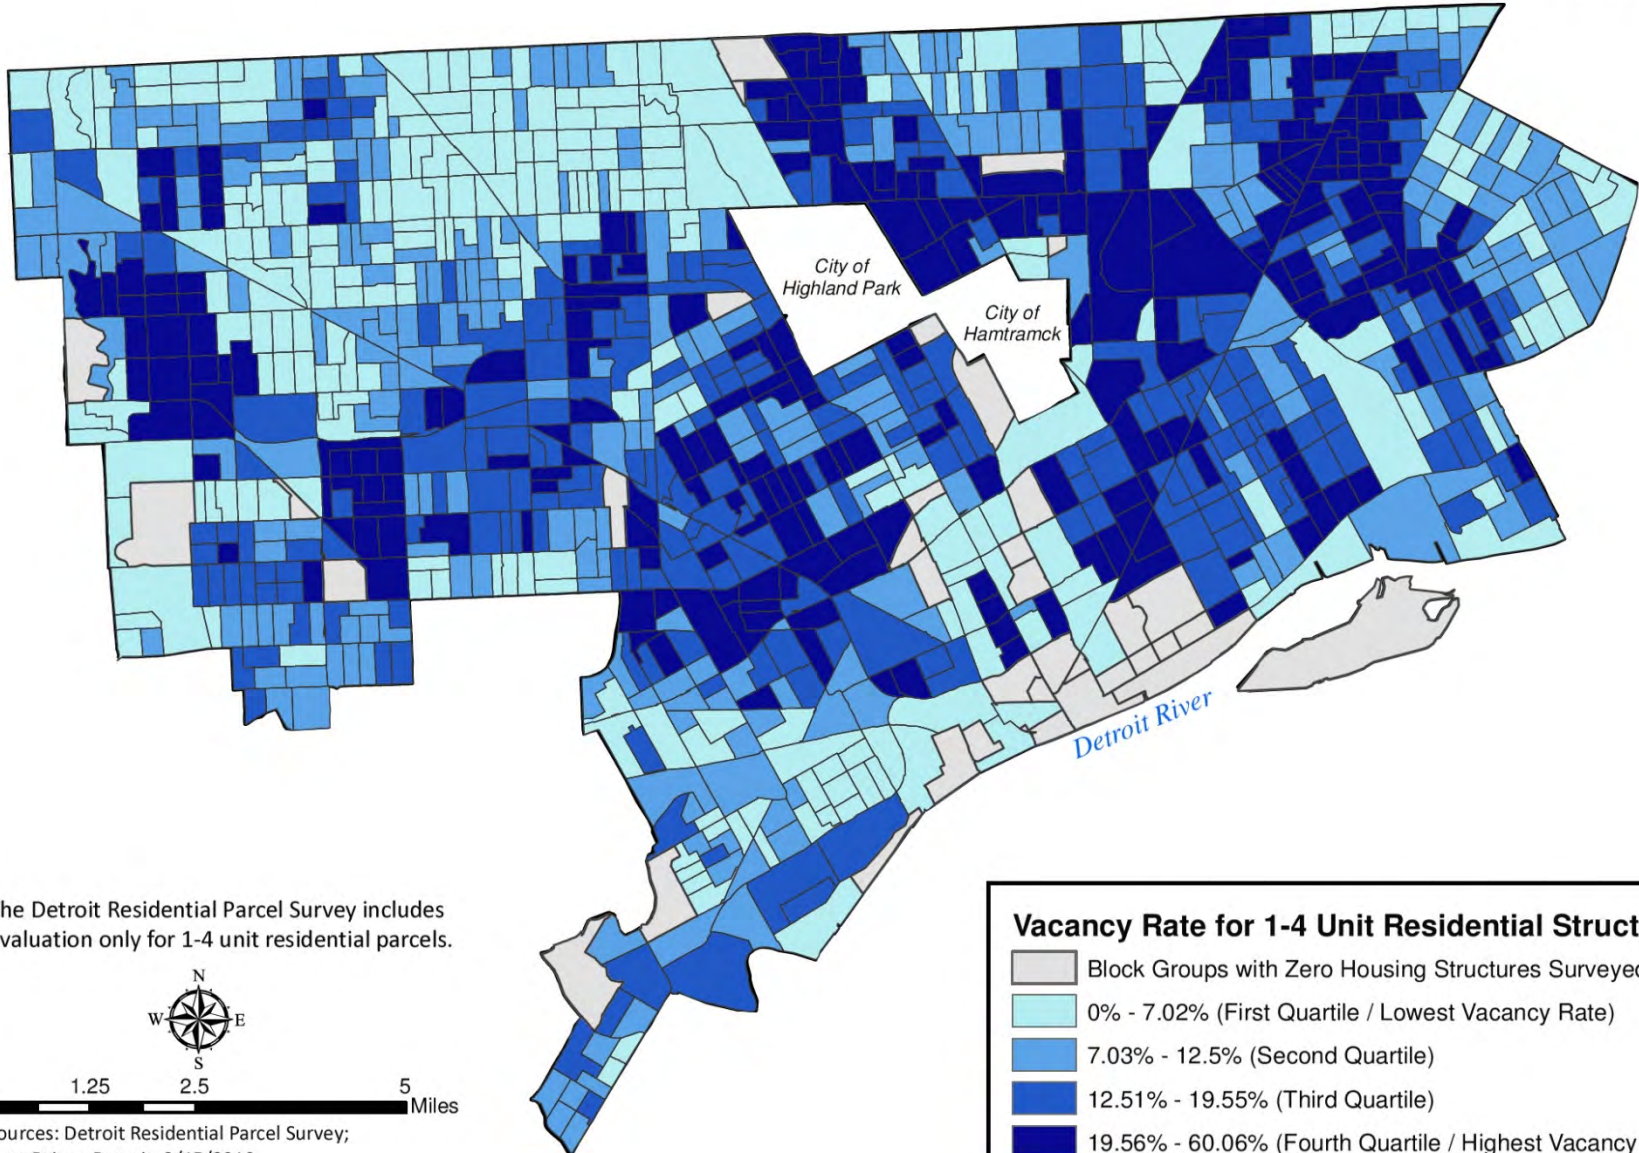 City of
Highland Park
City of
Hamtramck
Detroit River
he Detroit Residential Parcel Survey includes
valuation only for 1-4 unit residential parcels.
N
W E
S
1.25 2.5 5
Miles
ources: Detroit Residential Parcel Survey;
Vacancy Rate for 1-4 Unit Residential Struct
Block Groups with Zero Housing Structures Surveyed
0% - 7.02% (First Quartile / Lowest Vacancy Rate)
7.03% - 12.5% (Second Quartile)
12.51% - 19.55% (Third Quartile)
19.56% - 60.06% (Fourth Quartile / Highest Vacancy